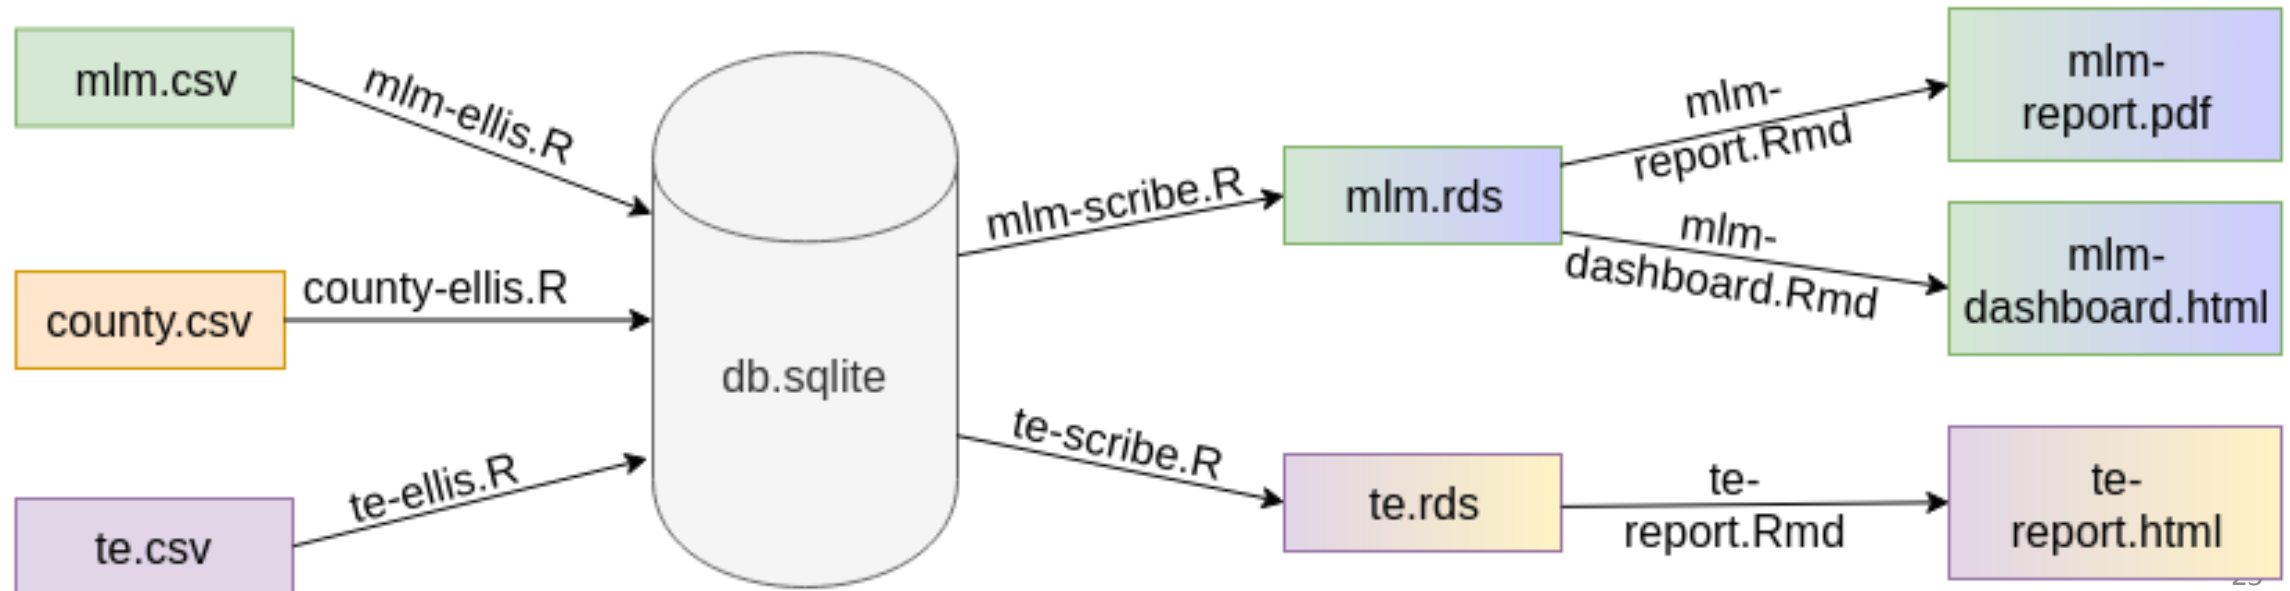 mlm.csv
mlm-ellis.R
county.csv
county-ellis.R
te.csv
te-ellis.R
db.sqlite
mlm-scribe.R
te-scribe.R
mlm.rds
mlm-
report.Rmd
mlm-
dashboard.Rmd
te.rds
te-
report.Rmd
mlm-
report.pdf
mlm-
dashboard.html
te-
report.html